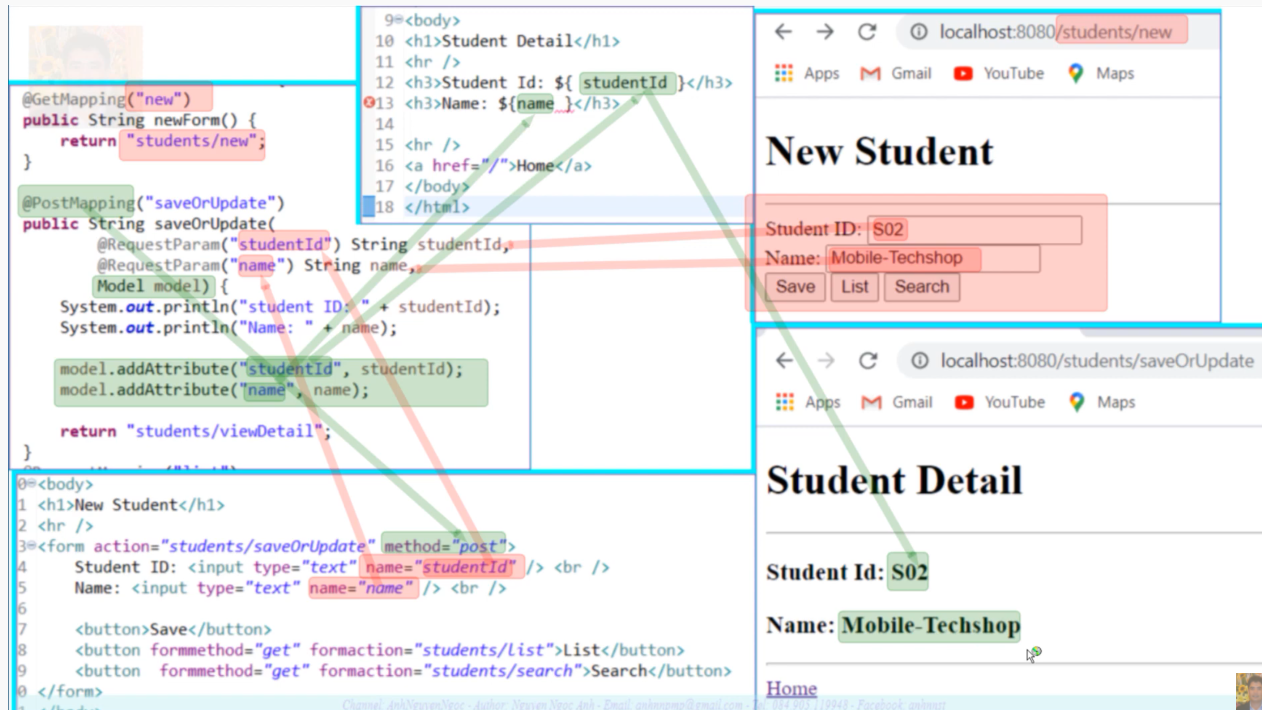 @GetMapping("new")
public String newForm() {
return "students/new";
}
@PostMapping("saveOrUpdate")
public String saveOrUpdate(
@RequestParam("studentId") String studentId,
@RequestParam("name") String name,
Model model) {
System.out.println("student ID: " + studentId);
System.out.println("Name: " + name);
model.addAttribute("studentId", studentId);
model.addAttribute("name", name);
return "students/viewDetail";
}
9 <body>
10 <h1>Student Detail</h1>
11 <hr />
12 <h3>Student Id: ${ studentId }</h3>
13 <h3>Name: ${name }</h3>
14
15 <hr />
16 <a href="/">Home</a>
17 </body>
18 </html>
localhost:8080/students/new
Apps Gmail YouTube Maps
New Student
Student ID: S02
Name: Mobile-Techshop
Save List Search
0 <body>
1 <h1>New Student</h1>
2 <hr />
3 <form action="students/saveOrUpdate" method="post">
4 Student ID: <input type="text" name="studentId" /> <br />
5 Name: <input type="text" name="name" /> <br />
6
7 <button>Save</button>
8 <button formmethod="get" formaction="students/list">List</button>
9 <button formmethod="get" formaction="students/search">Search</button>
0 </form>
localhost:8080/students/saveOrUpdate
Apps Gmail YouTube Maps
Student Detail
Student Id: S02
Name: Mobile-Techshop
Home
Channel AnhNguyenNgoc - Author: Nguyen Ngoc Anh - Email: